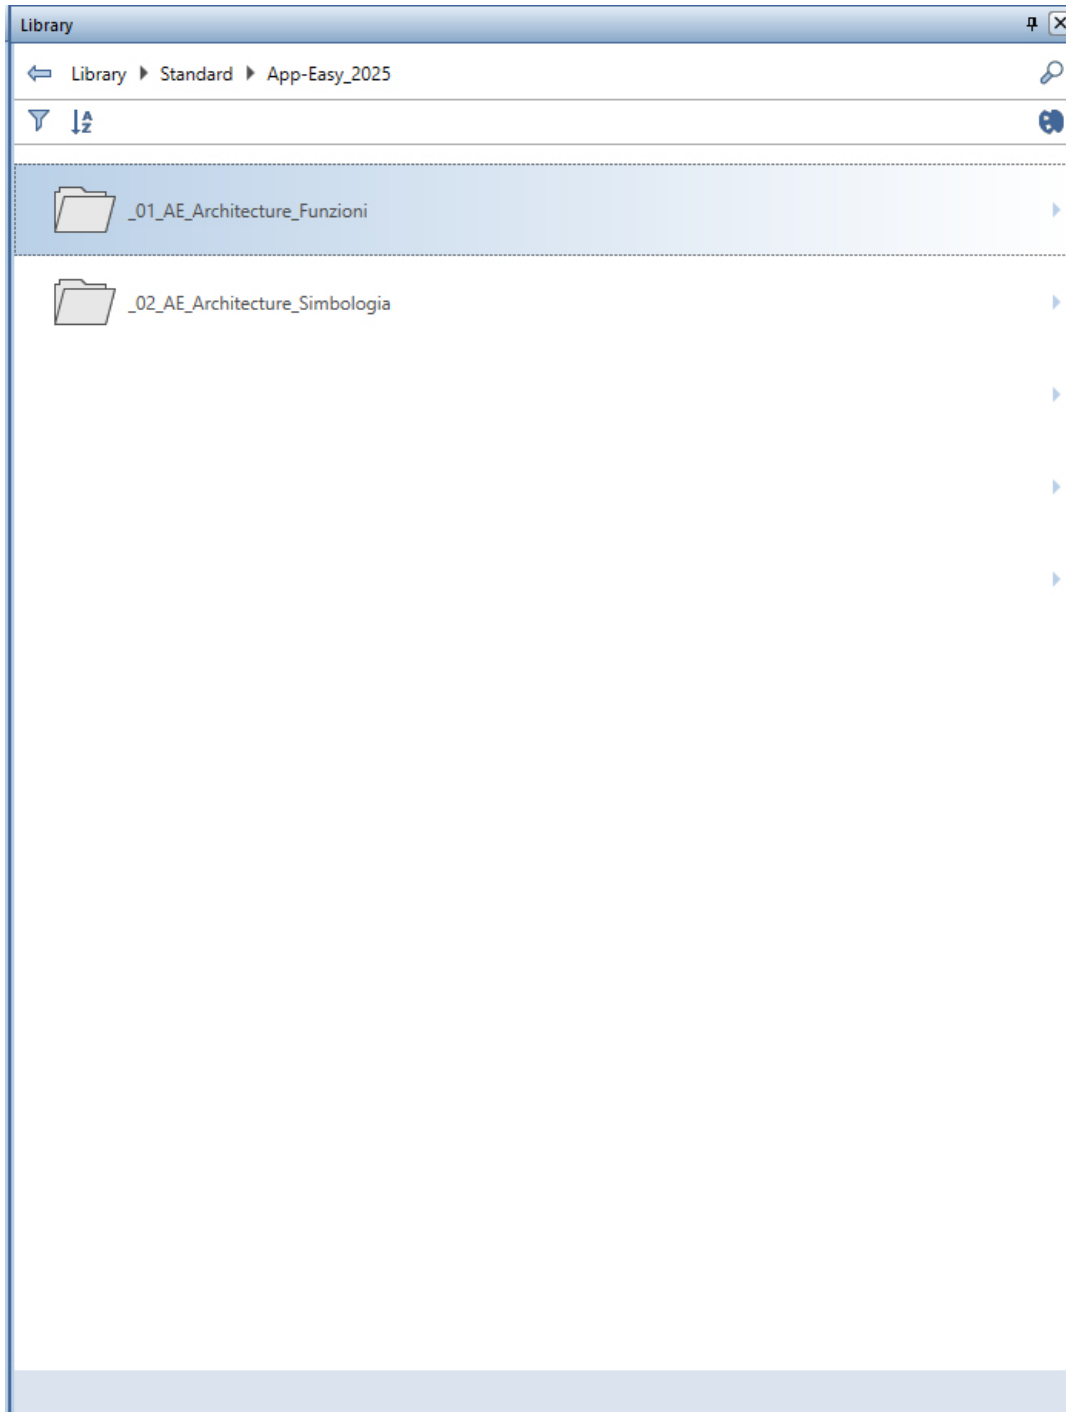 Library
Library Standard App-Easy_2025
_01_AE_Architecture_Funzioni
_02_AE_Architecture_Simbologia